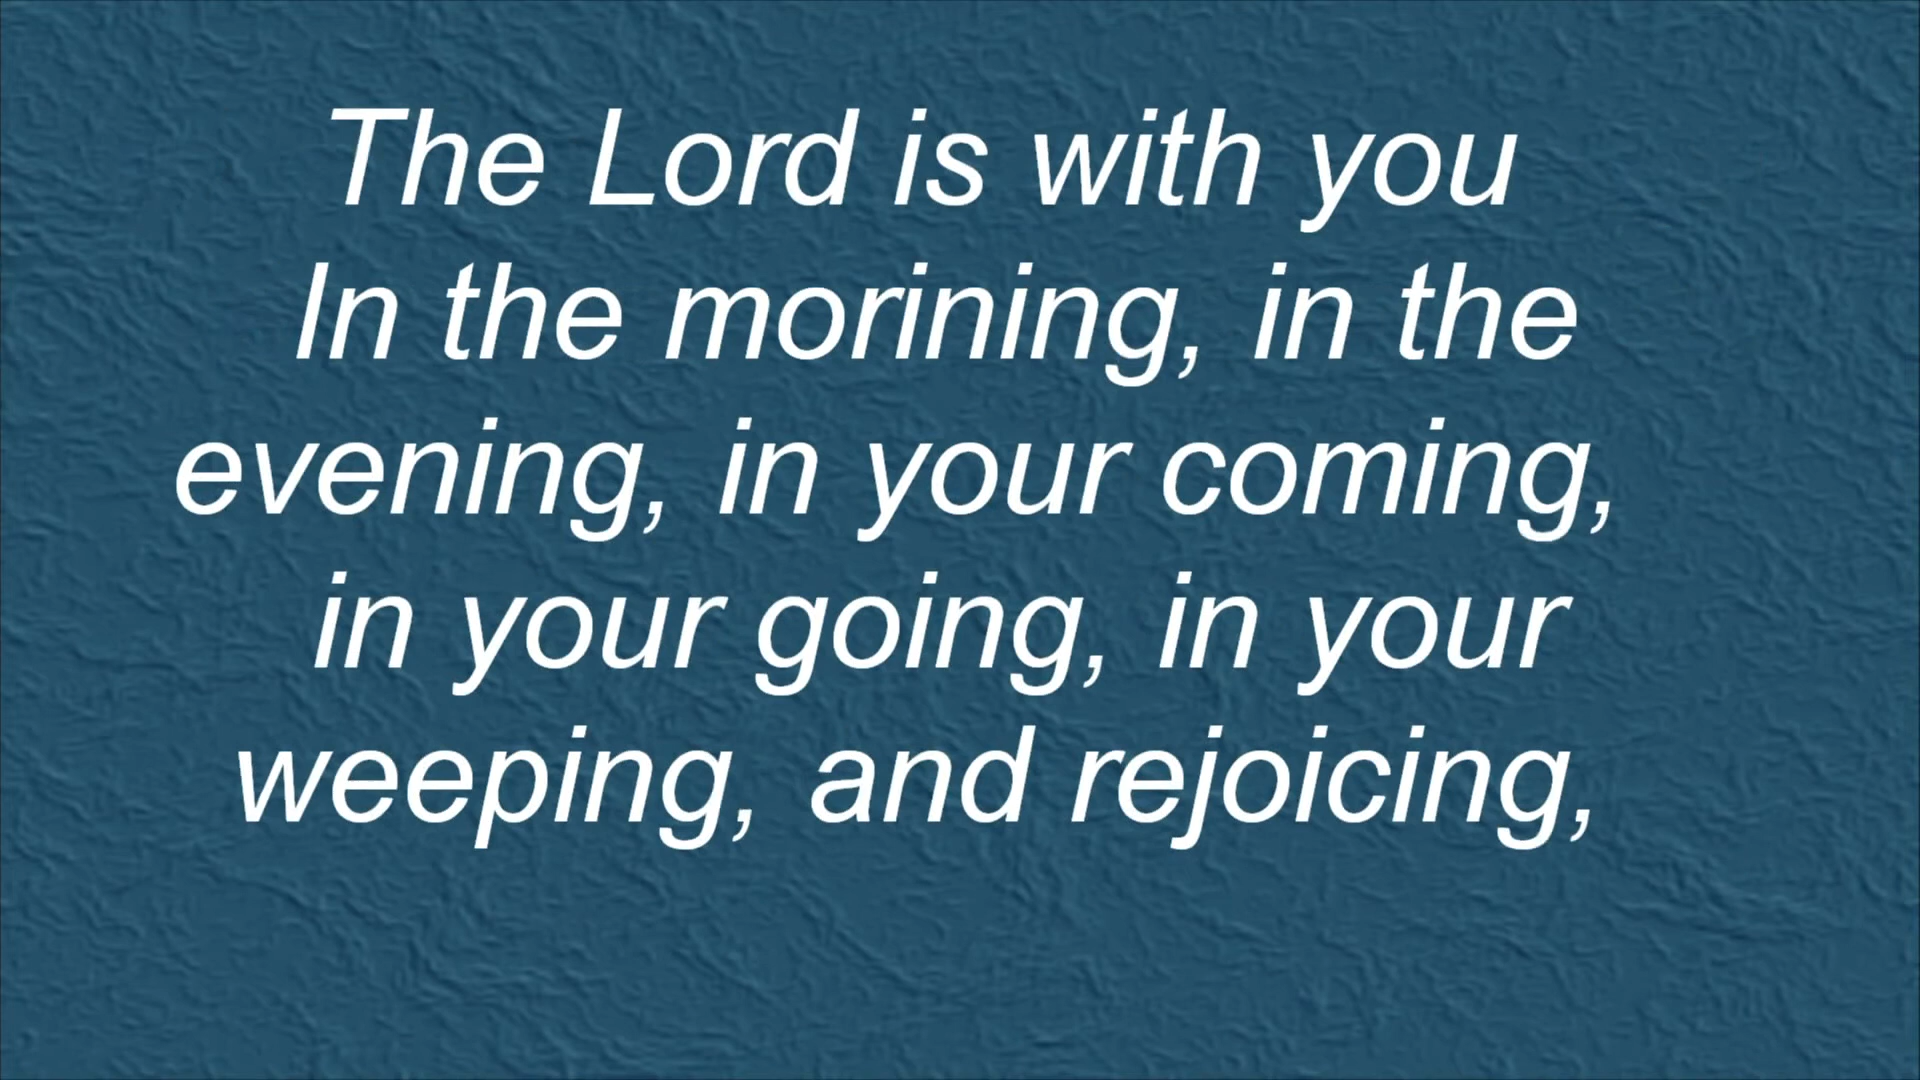 The Lord is with you
In the morining, in the
evening, in your coming,
in your going, in your
weeping, and rejoicing,